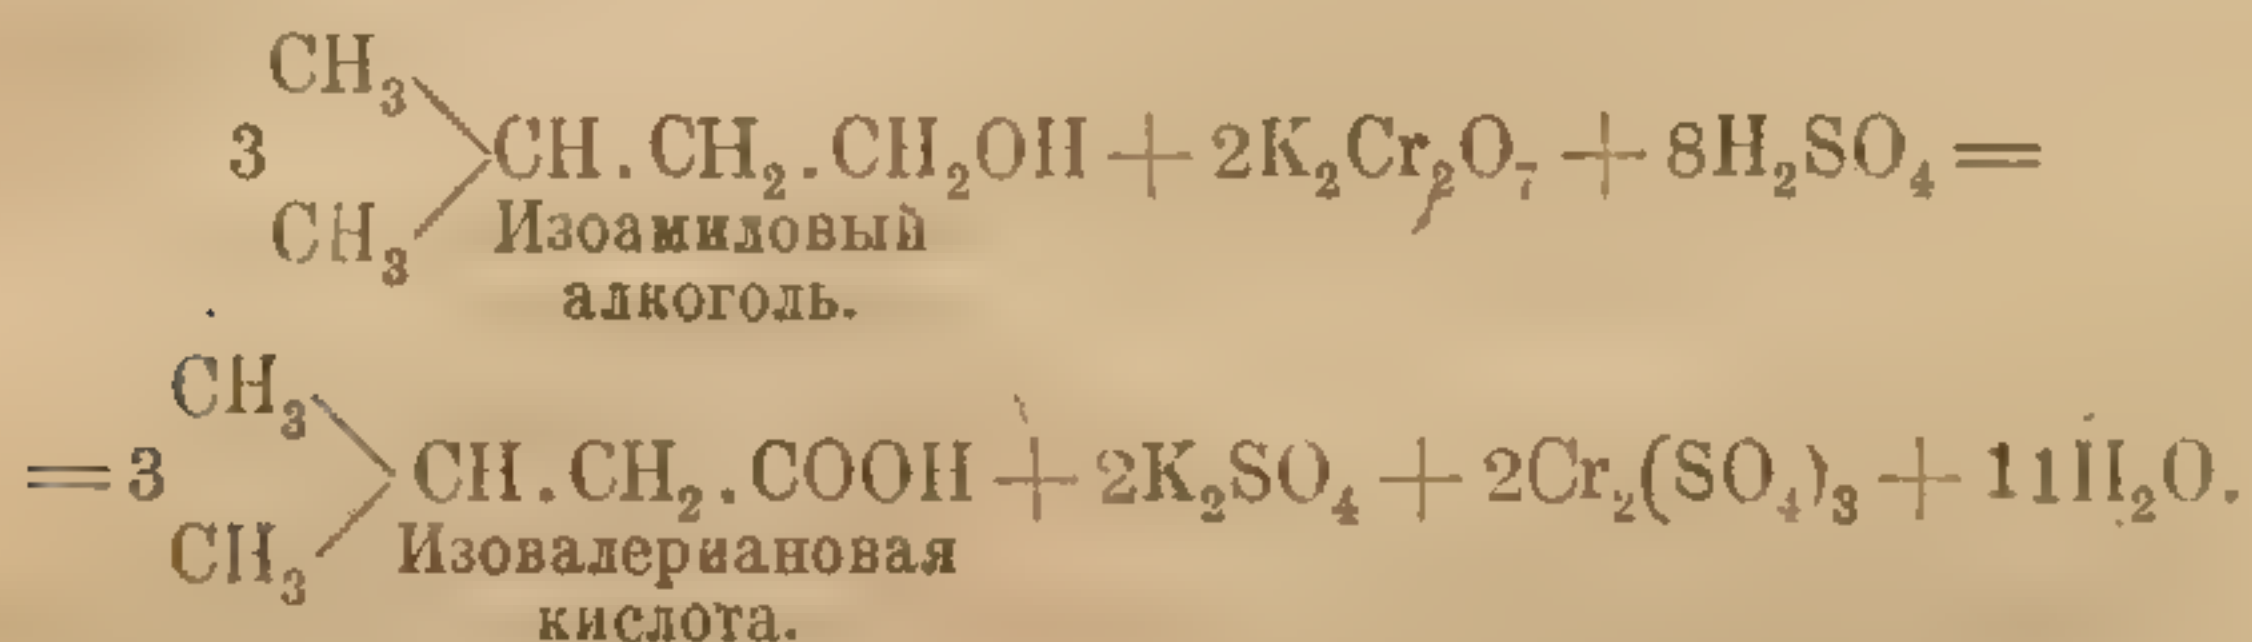 CH₃
3 CH.CH₂.CH₂OH + 2K₂Cr₂O₇ + 8H₂SO₄ =
CH₃
Изоамиловый
алкоголь.
CH₃
= 3 CH.CH₂.COOH + 2K₂SO₄ + 2Cr₂(SO₄)₃ + 11H₂O.
CH₃
Изовалериановая
кислота.